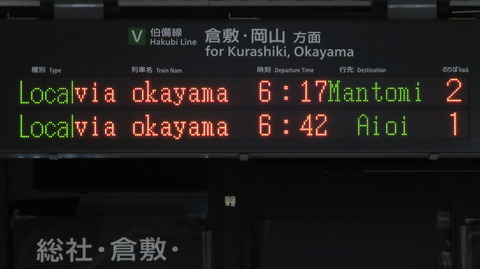 V 伯備線 倉敷・岡山 方面
Hakubi Line for Kurashiki, Okayama
種別 Type 列車名 Train Nam 時刻 Departure Time 行先 Destination のりば
Local via okayama 6:17 Mantomi 2
Local via okayama 6:42 Aioi 1
総社・倉敷・